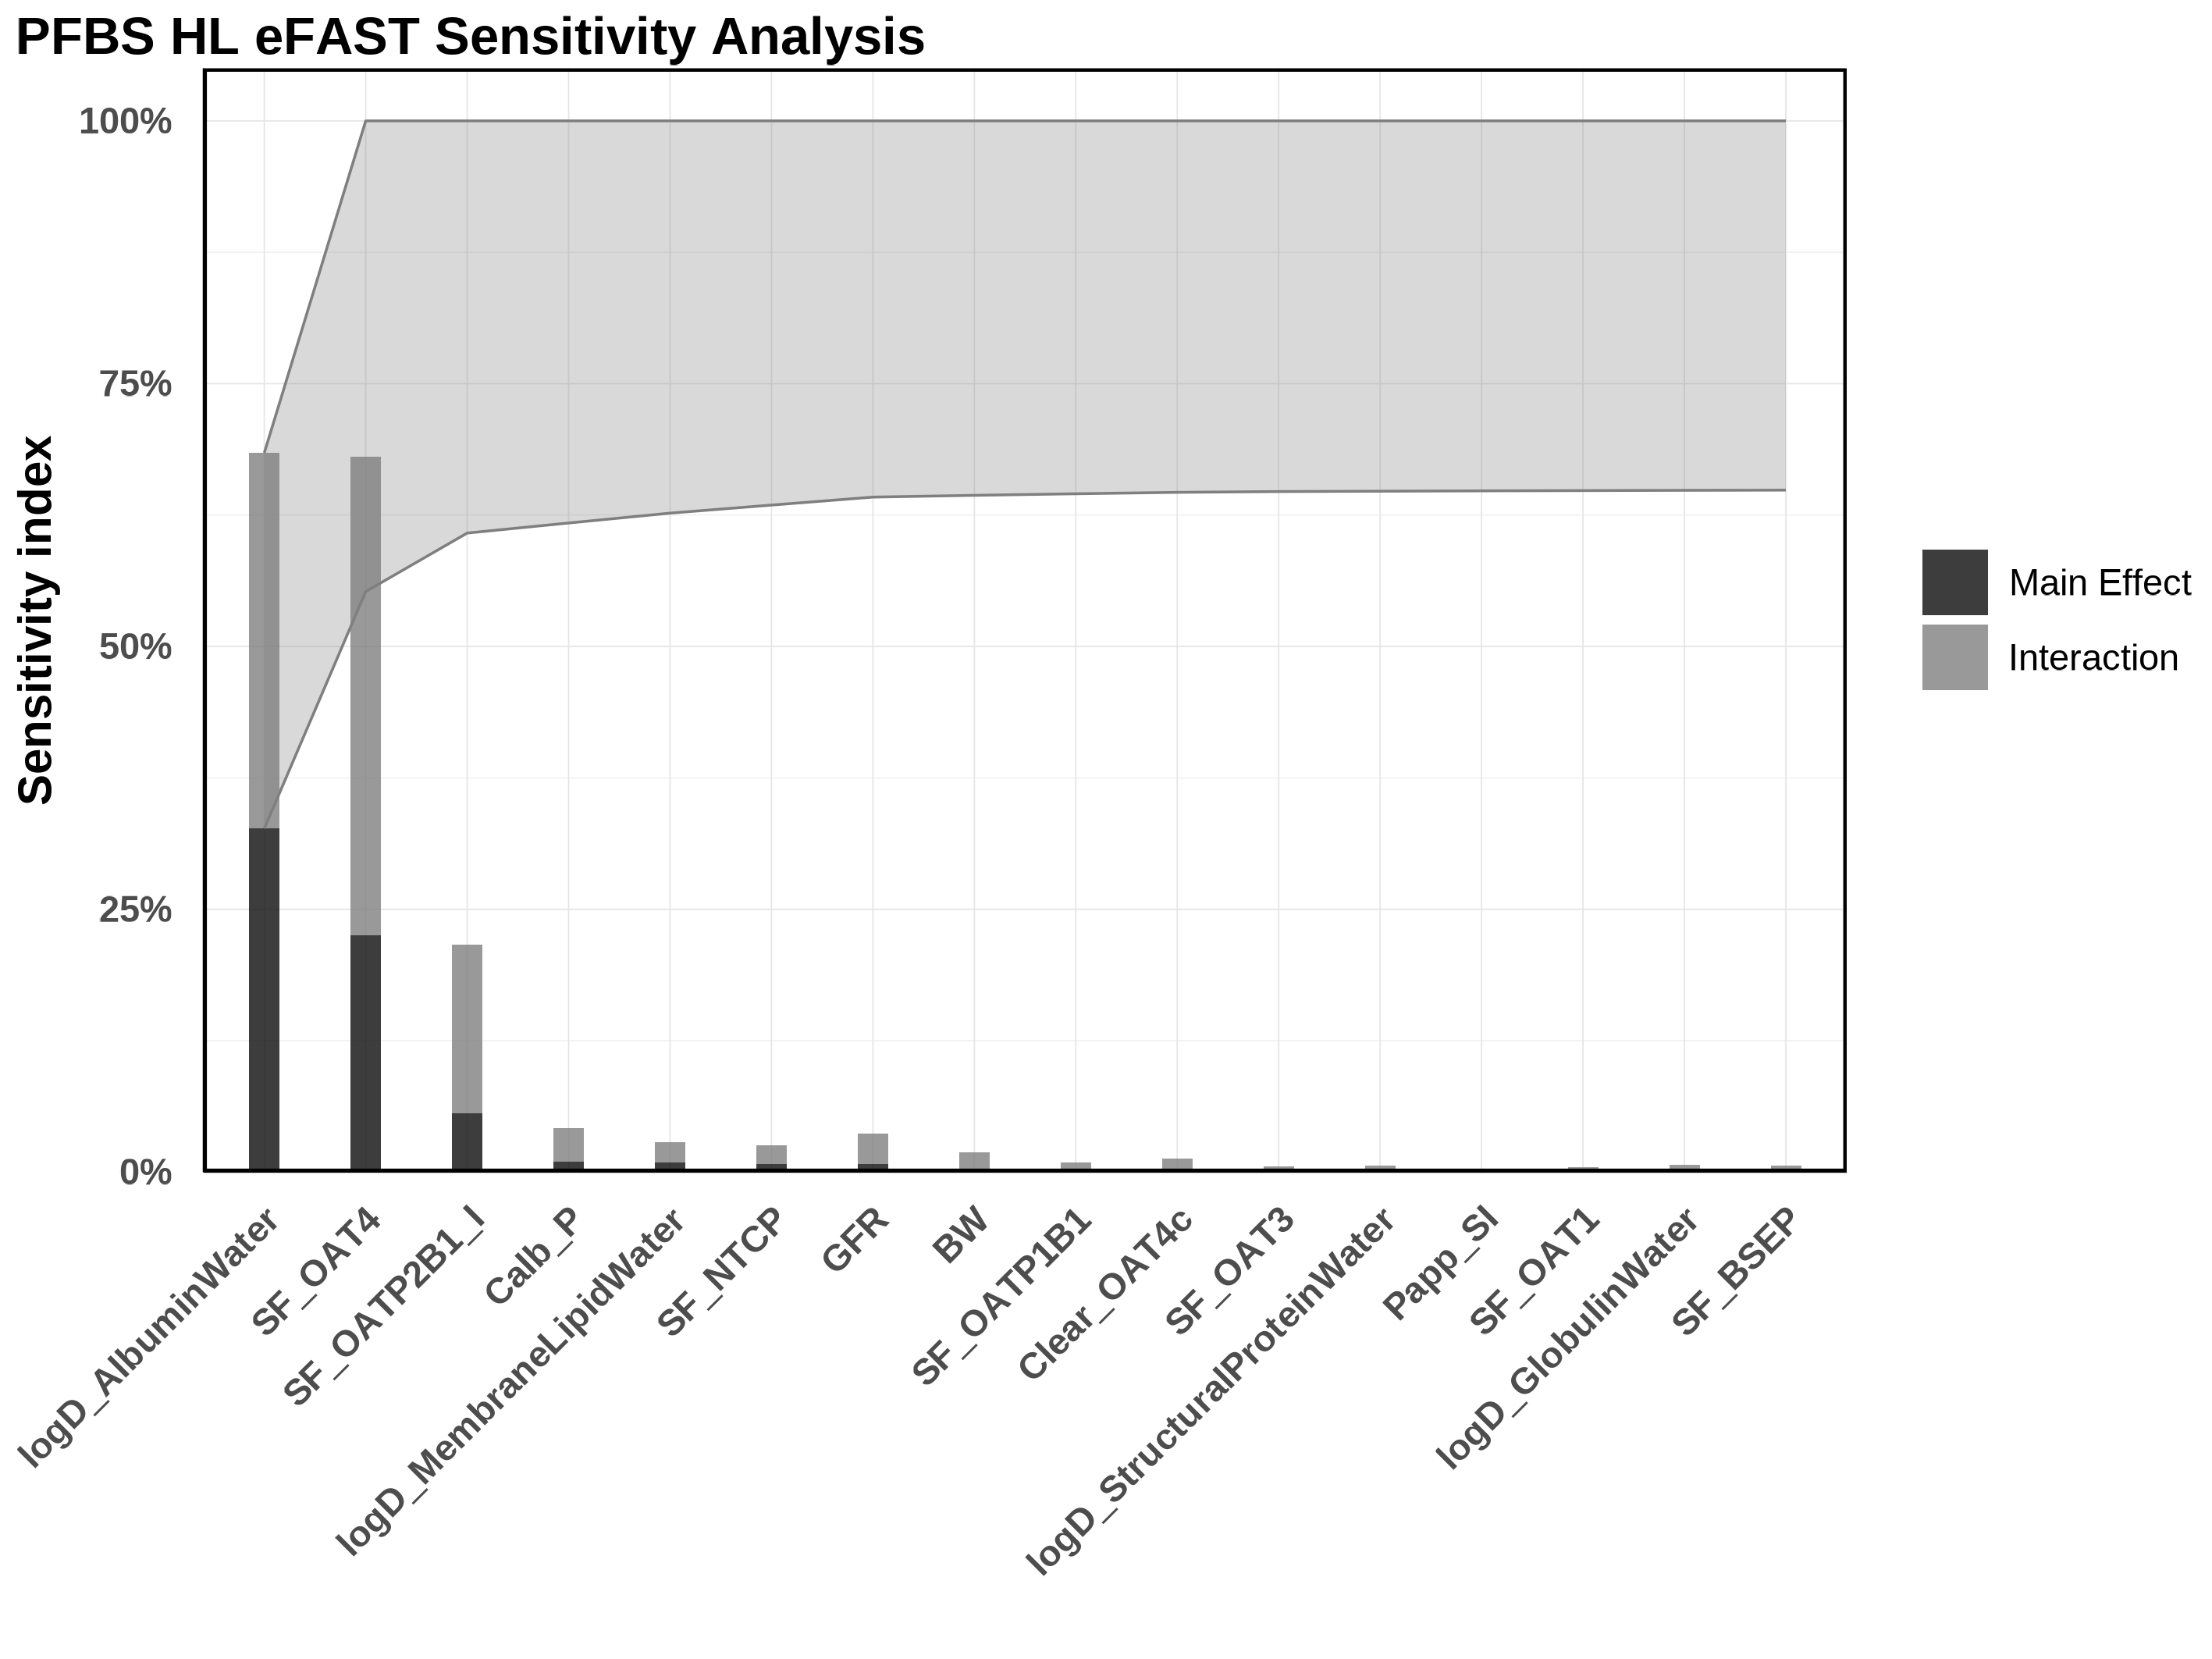 PFBS HL eFAST Sensitivity Analysis
Sensitivity index
100%
75%
50%
25%
0%
logD_AlbuminWater
SF_OAT4
SF_OATP2B1_I
Calb_P
logD_MembraneLipidWater
SF_NTCP
GFR
BW
SF_OATP1B1
Clear_OAT4c
SF_OAT3
logD_StructuralProteinWater
Papp_SI
SF_OAT1
logD_GlobulinWater
SF_BSEP
Main Effect
Interaction